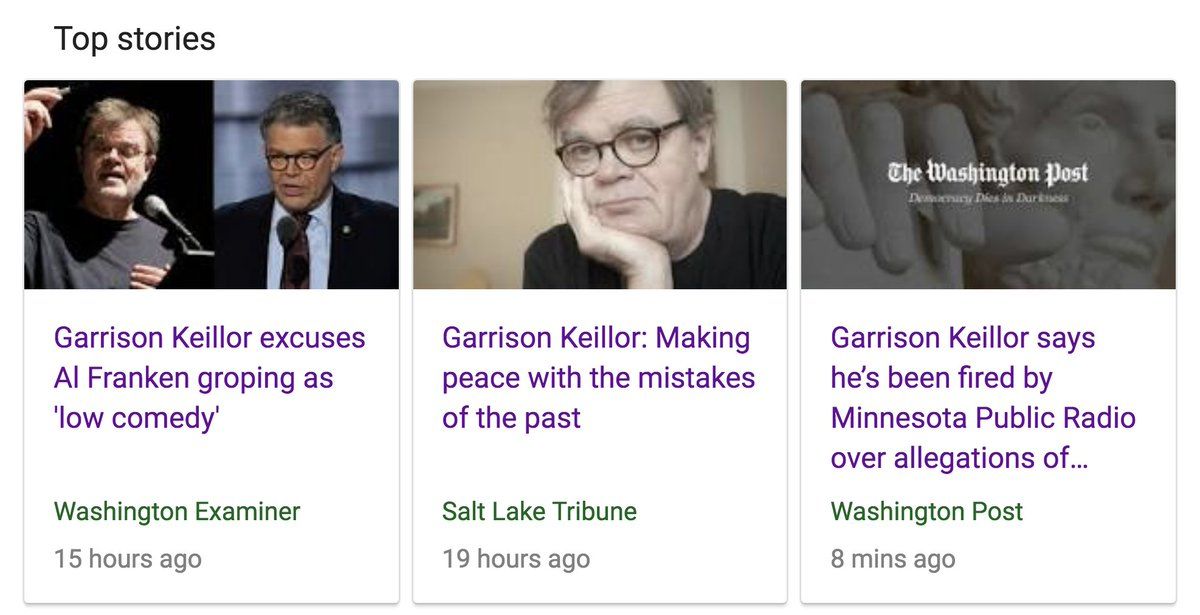 Top stories
The Washington Post
Democracy Dies in Darkness
Garrison Keillor excuses
Al Franken groping as
'low comedy'
Washington Examiner
15 hours ago
Garrison Keillor: Making
peace with the mistakes
of the past
Salt Lake Tribune
19 hours ago
Garrison Keillor says
he’s been fired by
Minnesota Public Radio
over allegations of...
Washington Post
8 mins ago